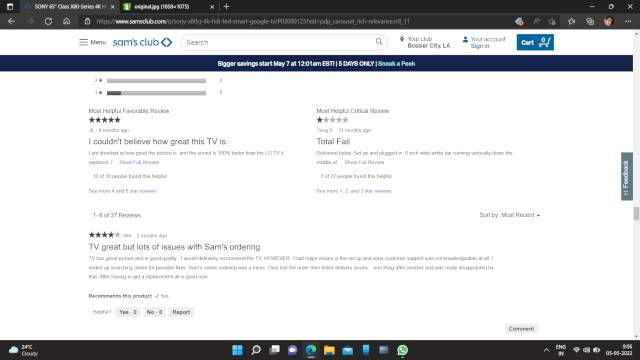 SONY 65" Class X80-Series 4K H
original.jpg (1858×1075)
https://www.samsclub.com/p/sony-x80cj-4k-hdr-led-smart-google-tv/P03000123?xid=pdp_carousel_rich-relevance.rr0_11
Menu
sam's club
Search
Your club
Bossier City, LA
Your account
Sign in
Cart 0
Bigger savings start May 7 at 12:01am EST! | 5 DAYS ONLY | Sneak a Peek
2 ★ 0
1 ★
Most Helpful Favorable Review
dl 9 months ago
I couldn't believe how great this TV is.
I am shocked at how good the picture is, and the sound is 100% better than the LG TV it
replaced. I' ... Show Full Review
10 of 10 people found this helpful
See more 4 and 5 star reviews
Most Helpful Critical Review
Greg E 11 months ago
Total Fail
Delivered today. Set up and plugged in 6 inch wide white bar running vertically down the
middle of ... Show Full Review
7 of 27 people found this helpful
See more 1, 2, and 3 star reviews
Feedback
1–8 of 37 Reviews
Sort by: Most Recent
2 months ago
TV great but lots of issues with Sam's ordering
TV has great picture and is good quality. I would definitely recommend the TV. HOWEVER, I had major issues in the set up and sony customer support was not knowledgeable at all. I
ended up searching online for possible fixes. Sam's online ordering was a mess. They lost the order then fedex delivery issues... one thing after another and was really disappointed by
that. After having to get a replacement all is good now.
Recommends this product ✓ Yes
Helpful? Yes · 0 No · 0 Report
Comment
24°C
Cloudy
ENG
IN
9:56
05-05-2022